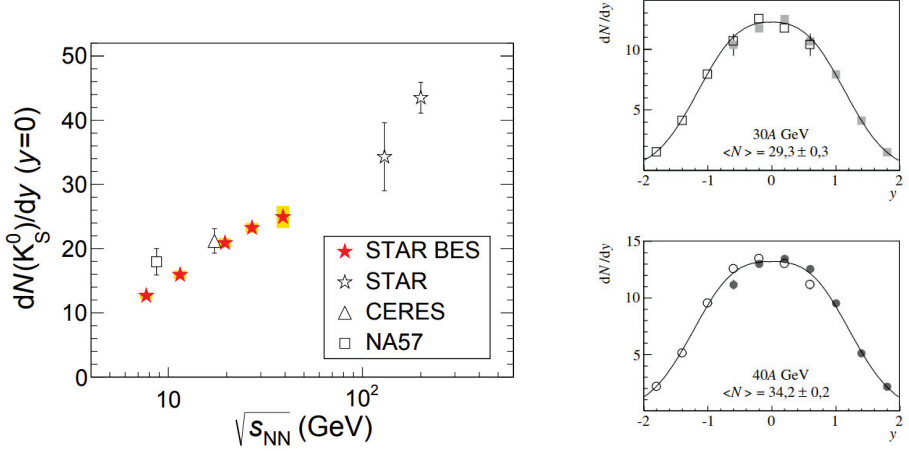 dN(K⁰_S)/dy (y=0)
50
40
30
20
10
0
STAR BES
STAR
CERES
NA57
10
10²
√s_NN (GeV)
dN/dy
10
5
30A GeV
<N> = 29,3 ± 0,3
-2
-1
0
1
2
y
dN/dy
15
10
5
40A GeV
<N> = 34,2 ± 0,2
-2
-1
0
1
2
y